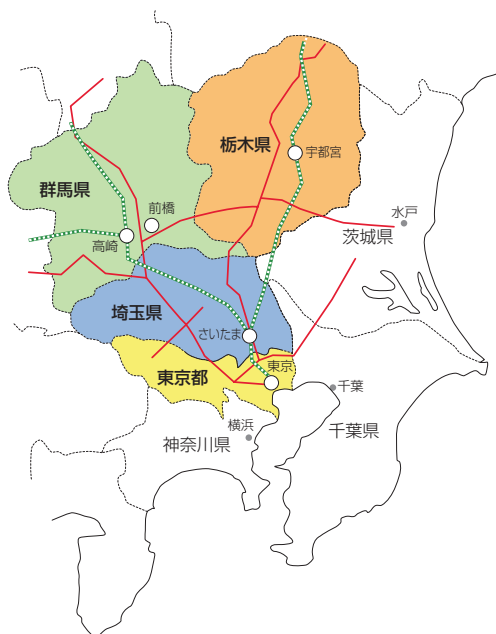 栃木県
宇都宮
群馬県
前橋
水戸
高崎
茨城県
埼玉県
さいたま
東京
東京都
千葉
横浜
千葉県
神奈川県